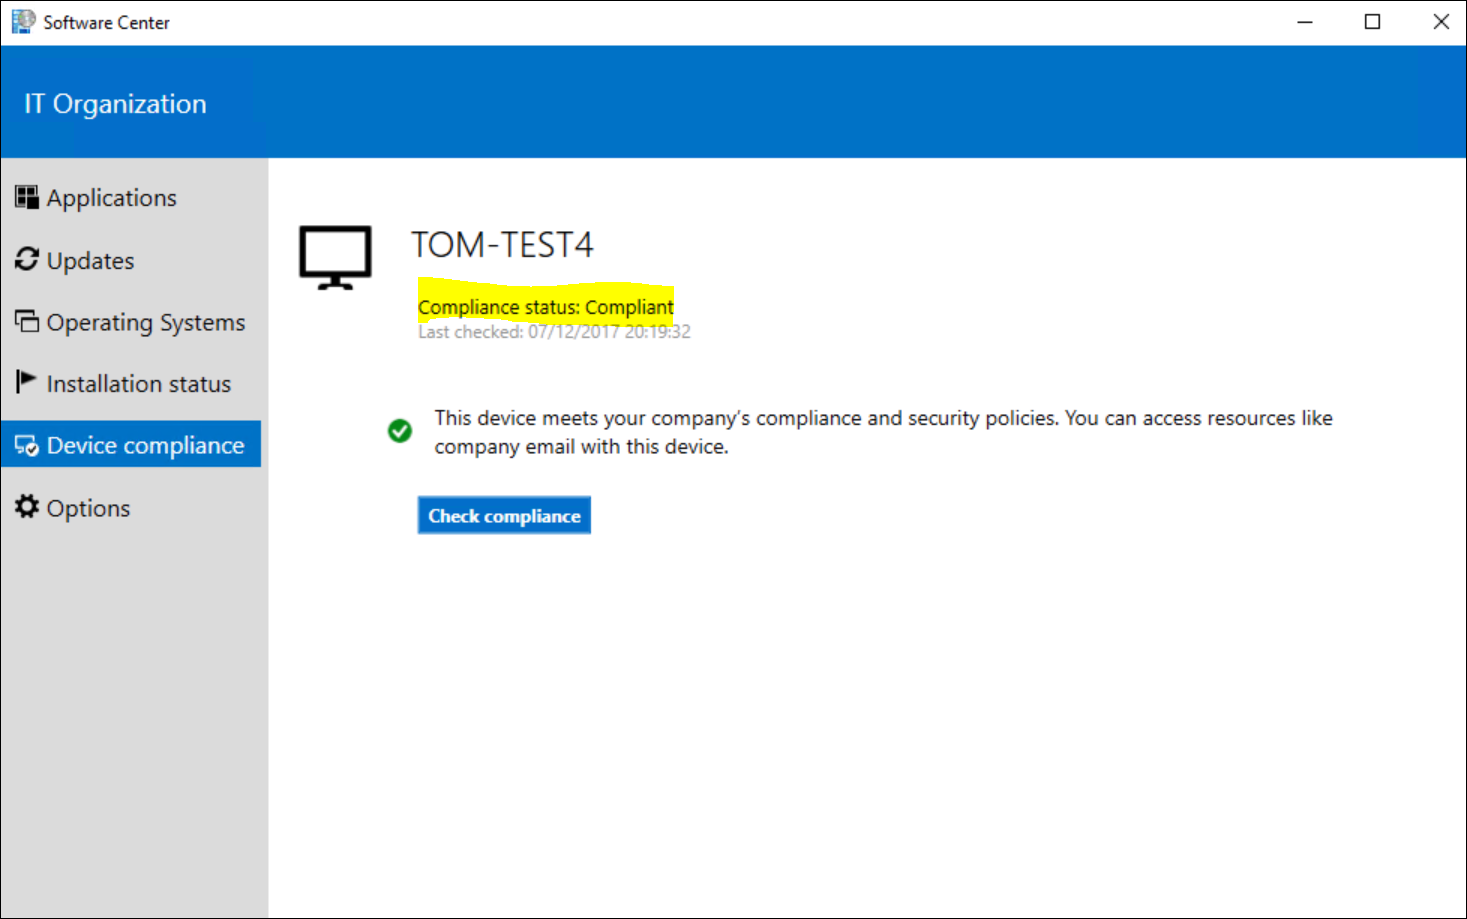 Software Center
IT Organization
Applications
Updates
Operating Systems
Installation status
Device compliance
Options
TOM-TEST4
Compliance status: Compliant
Last checked: 07/12/2017 20:19:32
This device meets your company's compliance and security policies. You can access resources like
company email with this device.
Check compliance